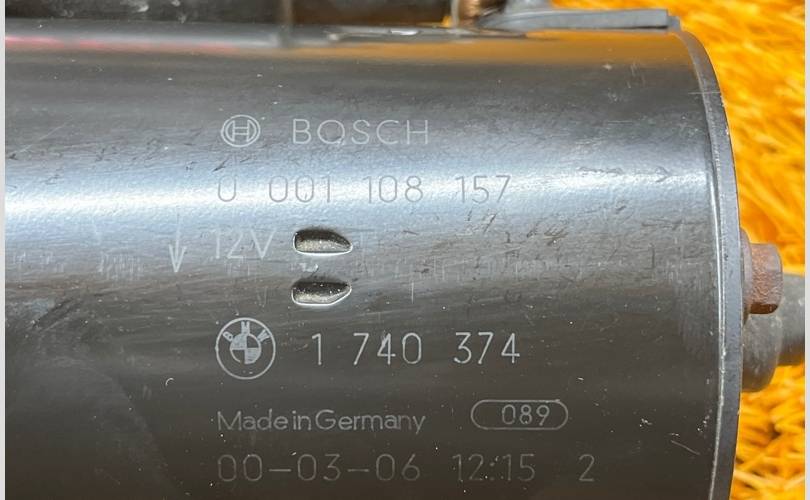 BOSCH
0 001 108 157
12V
BMW
1 740 374
Made in Germany 089
00-03-06 12:15 2